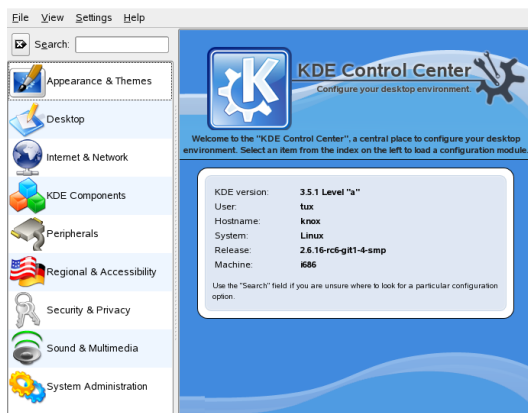 File View Settings Help
Search:
Appearance & Themes
Desktop
Internet & Network
KDE Components
Peripherals
Regional & Accessibility
Security & Privacy
Sound & Multimedia
System Administration
KDE Control Center
Configure your desktop environment.
Welcome to the "KDE Control Center", a central place to configure your desktop
environment. Select an item from the index on the left to load a configuration module.
KDE version: 3.5.1 Level "a"
User: tux
Hostname: knox
System: Linux
Release: 2.6.16-rc6-git1-4-smp
Machine: i686
Use the "Search" field if you are unsure where to look for a particular configuration
option.